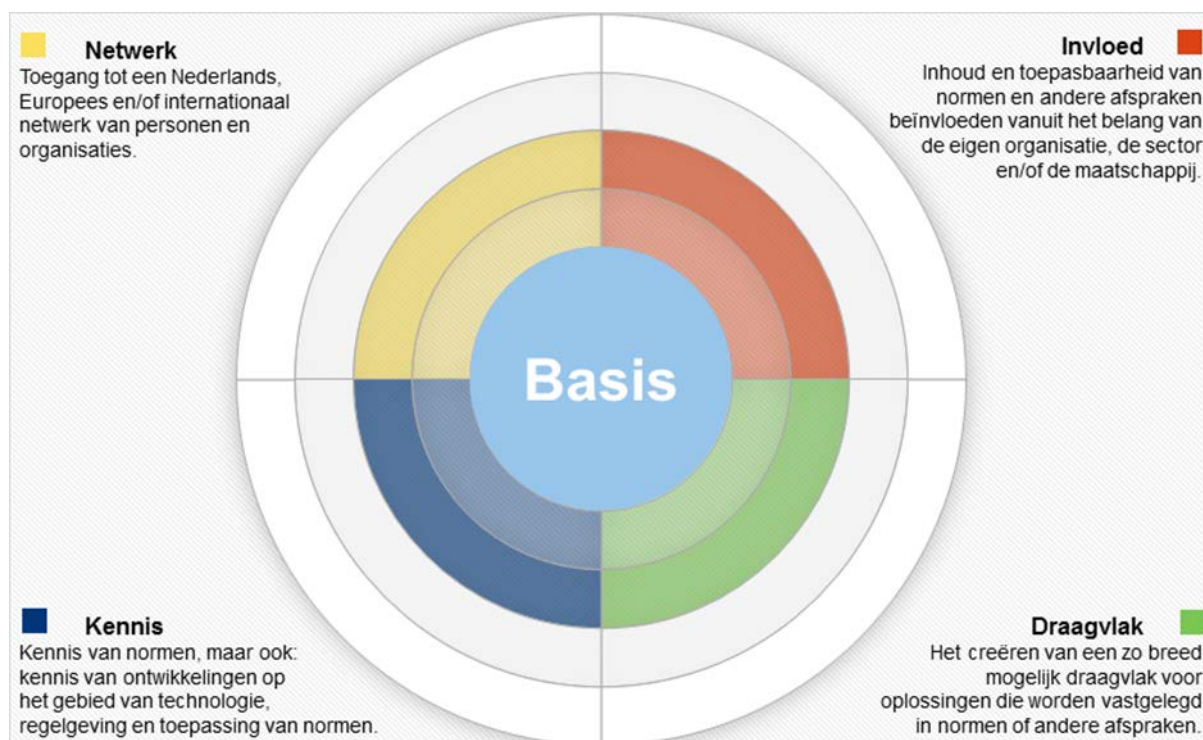 Netwerk
Toegang tot een Nederlands,
Europees en/of internationaal
netwerk van personen en
organisaties.
Invloed
Inhoud en toepasbaarheid van
normen en andere afspraken
beïnvloeden vanuit het belang van
de eigen organisatie, de sector
en/of de maatschappij.
Basis
Kennis
Kennis van normen, maar ook:
kennis van ontwikkelingen op
het gebied van technologie,
regelgeving en toepassing van normen.
Draagvlak
Het creëren van een zo breed
mogelijk draagvlak voor
oplossingen die worden vastgelegd
in normen of andere afspraken.